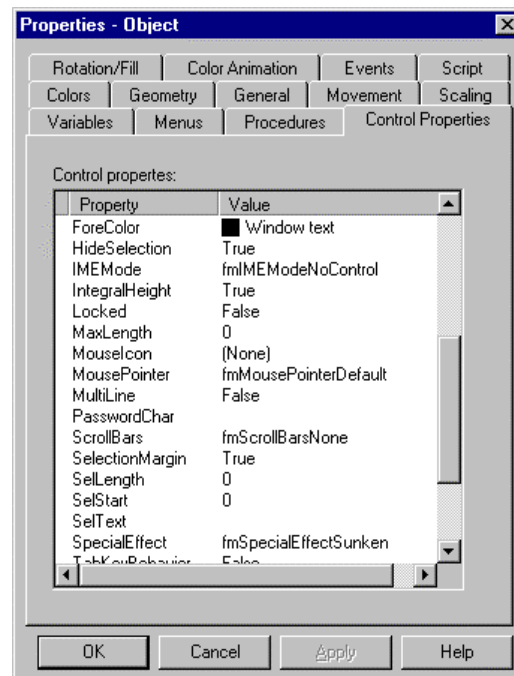 Properties - Object
Rotation/Fill Color Animation Events Script
Colors Geometry General Movement Scaling
Variables Menus Procedures Control Properties
Control propertes:
Property Value
ForeColor Window text
HideSelection True
IMEMode fmIMEModeNoControl
IntegralHeight True
Locked False
MaxLength 0
MouseIcon (None)
MousePointer fmMousePointerDefault
MultiLine False
PasswordChar
ScrollBars fmScrollBarsNone
SelectionMargin True
SelLength 0
SelStart 0
SelText
SpecialEffect fmSpecialEffectSunken
TabKeyBehavior False
OK Cancel Apply Help